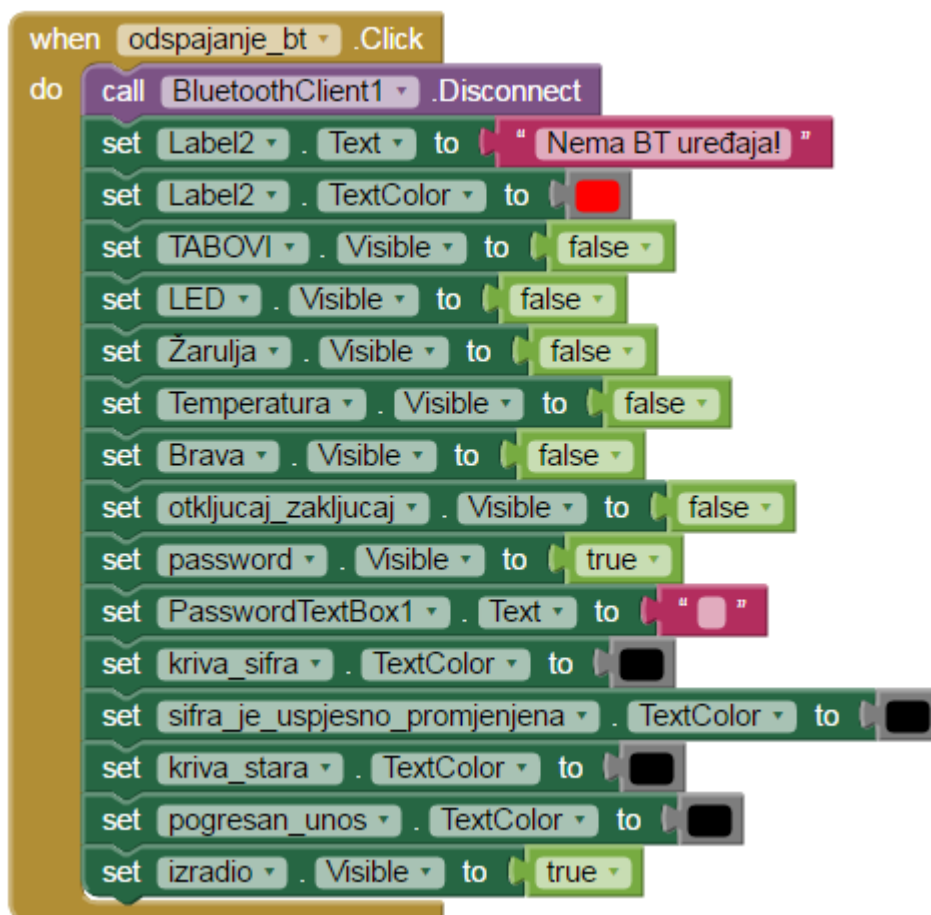 when odspajanje_bt .Click
do call BluetoothClient1 .Disconnect
set Label2 . Text to " Nema BT uređaja! "
set Label2 . TextColor to
set TABOVI . Visible to false
set LED . Visible to false
set Žarulja . Visible to false
set Temperatura . Visible to false
set Brava . Visible to false
set otkljucaj_zakljucaj . Visible to false
set password . Visible to true
set PasswordTextBox1 . Text to " "
set kriva_sifra . TextColor to
set sifra_je_uspjesno_promjenjena . TextColor to
set kriva_stara . TextColor to
set pogresan_unos . TextColor to
set izradio . Visible to true